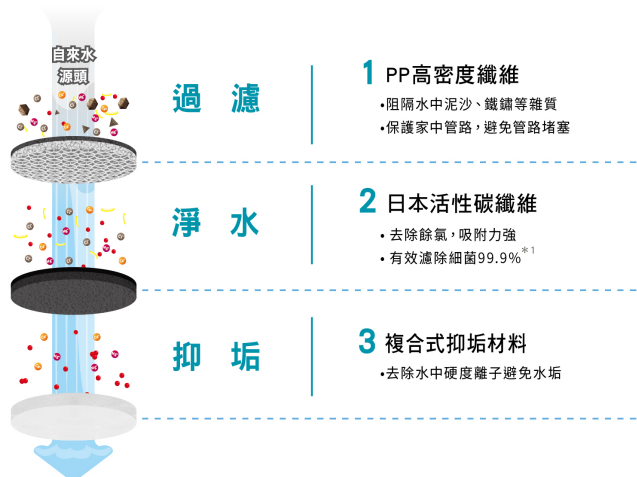 自來水
源頭
過濾
1 PP高密度纖維
•阻隔水中泥沙、鐵鏽等雜質
•保護家中管路，避免管路堵塞
淨水
2 日本活性碳纖維
• 去除餘氯，吸附力強
• 有效濾除細菌99.9%＊1
抑垢
3 複合式抑垢材料
•去除水中硬度離子避免水垢